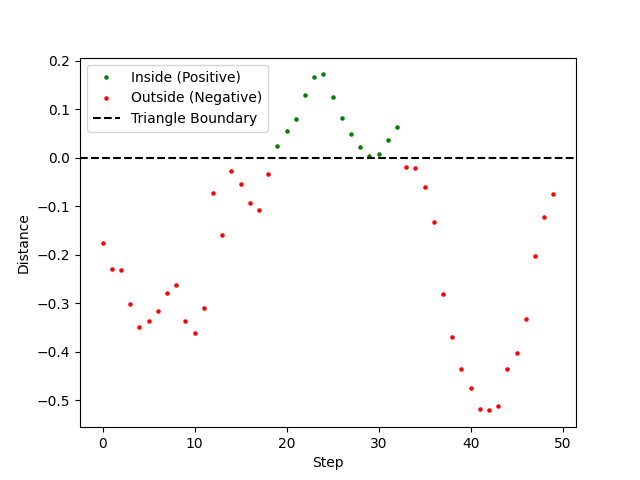 Inside (Positive)
Outside (Negative)
Triangle Boundary
0.2
0.1
0.0
−0.1
−0.2
−0.3
−0.4
−0.5
Distance
0 10 20 30 40 50
Step